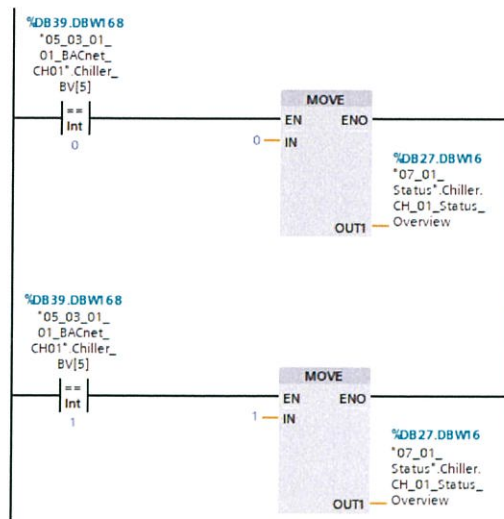 %DB39.DBW168
"05_03_01_
01_BACnet_
CH01".Chiller_
BV[5]
==
Int
0
MOVE
EN ENO
0 IN
%DB27.DBW16
"07_01_
Status".Chiller.
CH_01_Status_
Overview
OUT1
%DB39.DBW168
"05_03_01_
01_BACnet_
CH01".Chiller_
BV[5]
==
Int
1
MOVE
EN ENO
1 IN
%DB27.DBW16
"07_01_
Status".Chiller.
CH_01_Status_
Overview
OUT1